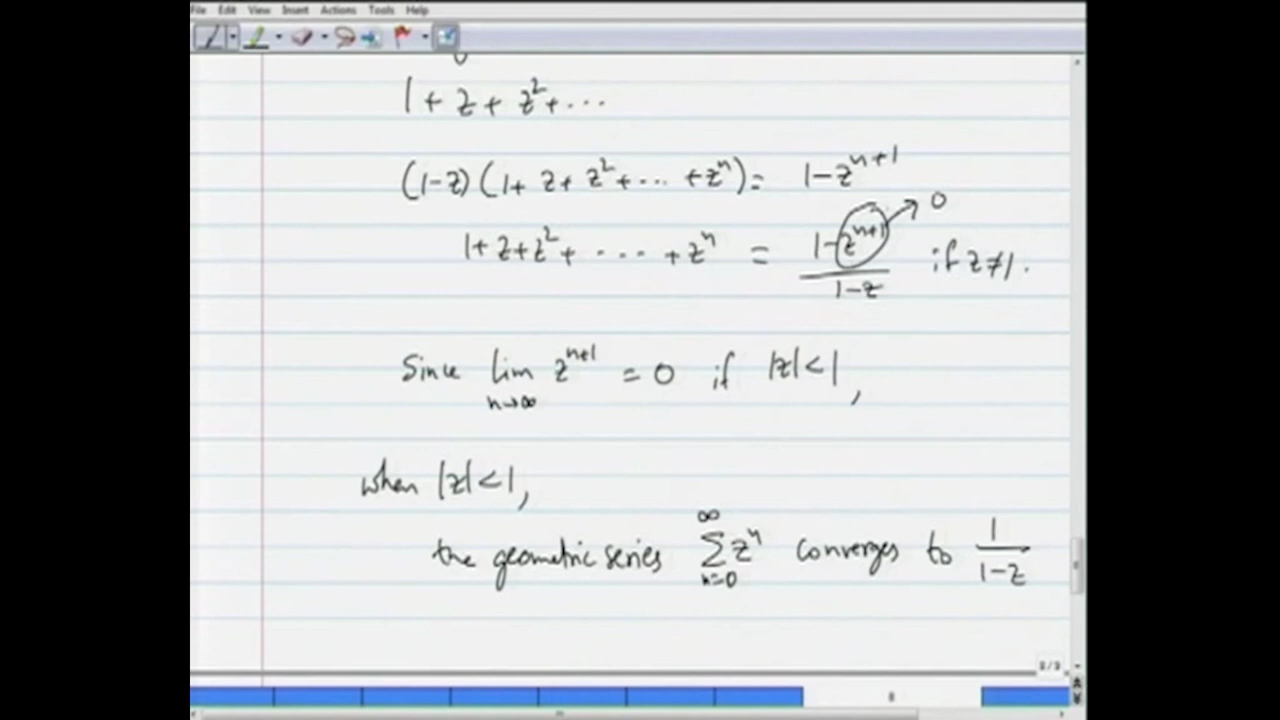 File Edit View Insert Actions Tools Help
1 + z + z² + ...
(1-z)(1+ z+ z²+ ... +zⁿ) = 1-zⁿ⁺¹
1+z+z²+ ..... +zⁿ = (1-zⁿ⁺¹)/(1-z) → 0 if z≠1.
Since lim n→∞ zⁿ⁺¹ = 0 if |z|<1,
when |z|<1,
the geometric series ∞ Σ n=0 zⁿ converges to 1/(1-z)
8